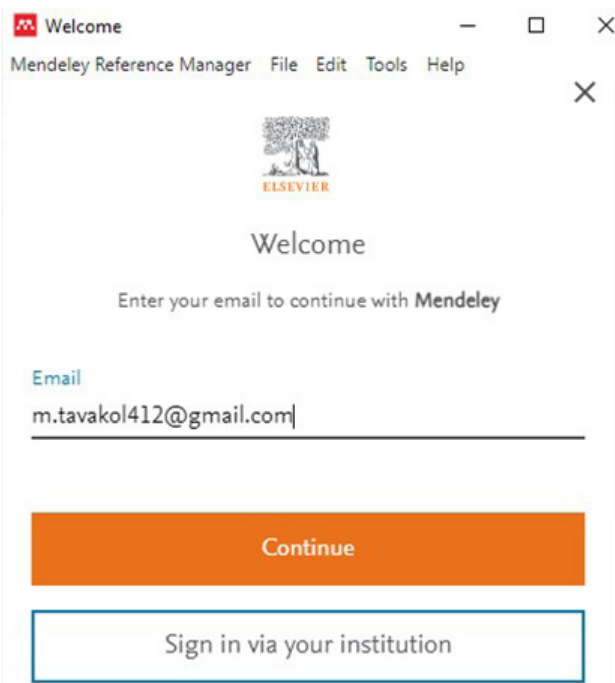 Welcome
Mendeley Reference Manager File Edit Tools Help
ELSEVIER
Welcome
Enter your email to continue with Mendeley
Email
m.tavakol412@gmail.com
Continue
Sign in via your institution